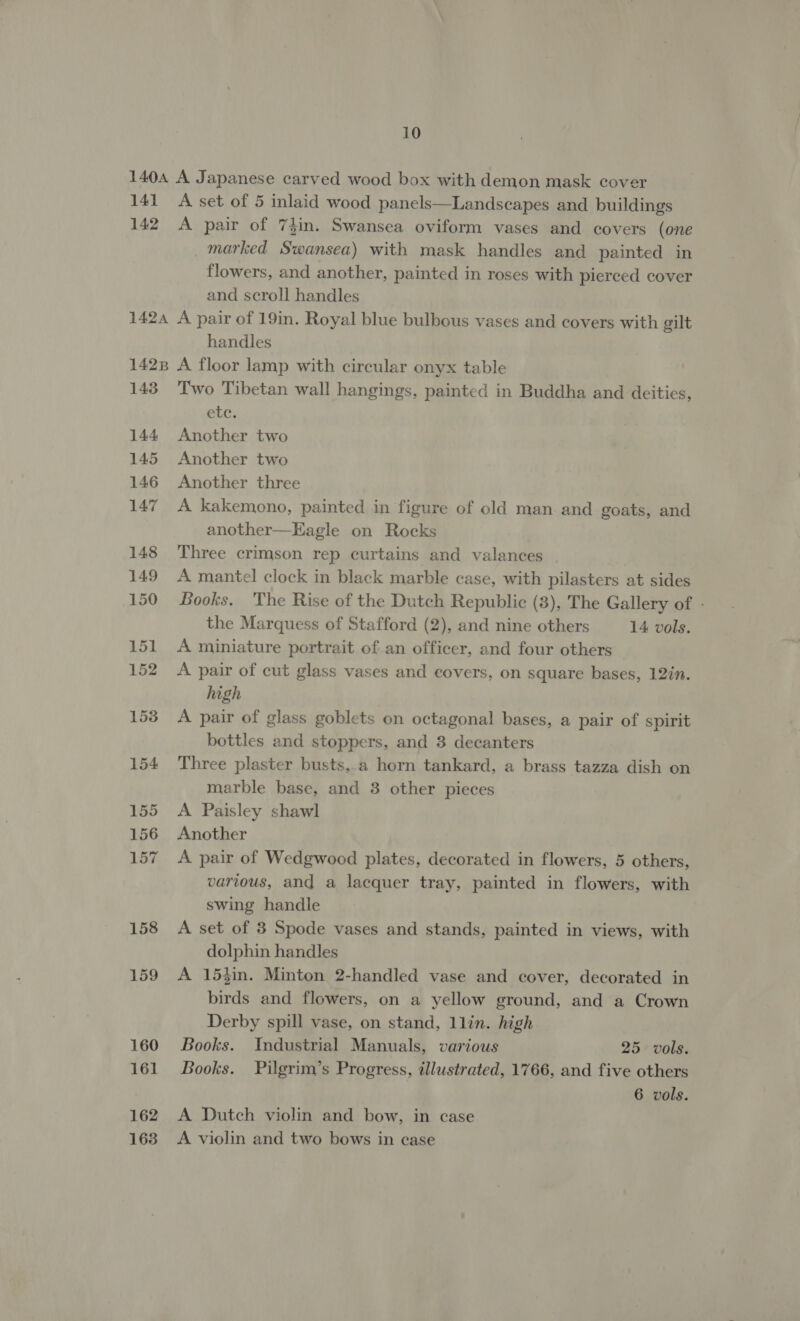 10
140A A Japanese carved wood box with demon mask cover
141 A set of 5 inlaid wood panels—Landscapes and buildings
142 A pair of 7½in. Swansea oviform vases and covers (one
marked Swansea) with mask handles and painted in
flowers, and another, painted in roses with pierced cover
and scroll handles
142A A pair of 19in. Royal blue bulbous vases and covers with gilt
handles
142B A floor lamp with circular onyx table
143 Two Tibetan wall hangings, painted in Buddha and deities,
etc.
144 Another two
145 Another two
146 Another three
147 A kakemono, painted in figure of old man and goats, and
another—Eagle on Rocks
148 Three crimson rep curtains and valances
149 A mantel clock in black marble case, with pilasters at sides
150 Books. The Rise of the Dutch Republic (3), The Gallery of
the Marquess of Stafford (2), and nine others 14 vols.
151 A miniature portrait of an officer, and four others
152 A pair of cut glass vases and covers, on square bases, 12in.
high
153 A pair of glass goblets on octagonal bases, a pair of spirit
bottles and stoppers, and 3 decanters
154 Three plaster busts, a horn tankard, a brass tazza dish on
marble base, and 3 other pieces
155 A Paisley shawl
156 Another
157 A pair of Wedgwood plates, decorated in flowers, 5 others,
various, and a lacquer tray, painted in flowers, with
swing handle
158 A set of 3 Spode vases and stands, painted in views, with
dolphin handles
159 A 15½in. Minton 2-handled vase and cover, decorated in
birds and flowers, on a yellow ground, and a Crown
Derby spill vase, on stand, 11in. high
160 Books. Industrial Manuals, various 25 vols.
161 Books. Pilgrim's Progress, illustrated, 1766, and five others
6 vols.
162 A Dutch violin and bow, in case
163 A violin and two bows in case